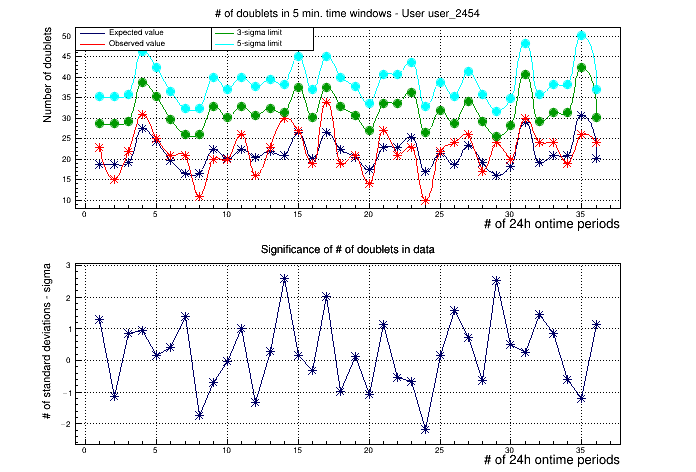 # of doublets in 5 min. time windows - User user_2454
Number of doublets
Expected value
Observed value
3-sigma limit
5-sigma limit
50
45
40
35
30
25
20
15
10
0 5 10 15 20 25 30 35
# of 24h ontime periods
Significance of # of doublets in data
# of standard deviations - sigma
3
2
1
0
−1
−2
0 5 10 15 20 25 30 35
# of 24h ontime periods